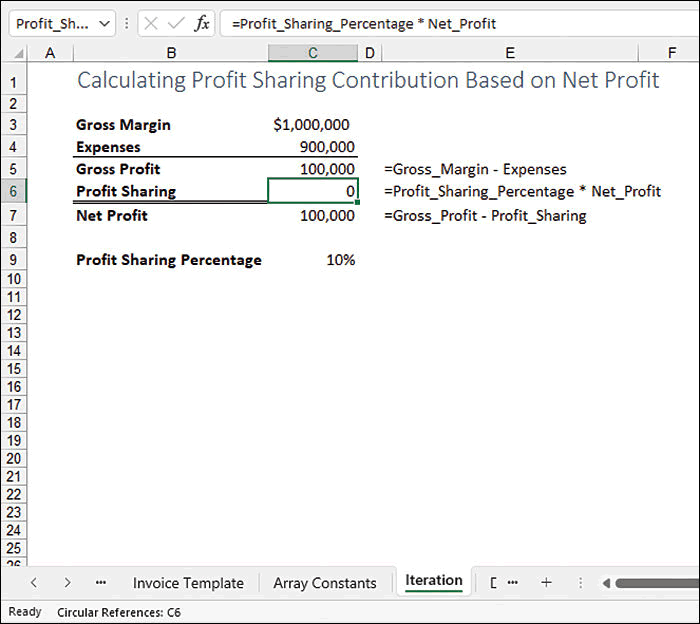 Profit_Sh... fx =Profit_Sharing_Percentage * Net_Profit
A B C D E F
1 Calculating Profit Sharing Contribution Based on Net Profit
2
3 Gross Margin $1,000,000
4 Expenses 900,000
5 Gross Profit 100,000 =Gross_Margin - Expenses
6 Profit Sharing 0 =Profit_Sharing_Percentage * Net_Profit
7 Net Profit 100,000 =Gross_Profit - Profit_Sharing
8
9 Profit Sharing Percentage 10%
10
11
12
13
14
15
16
17
18
19
20
21
22
23
24
25
26
... Invoice Template Array Constants Iteration D ...
Ready Circular References: C6